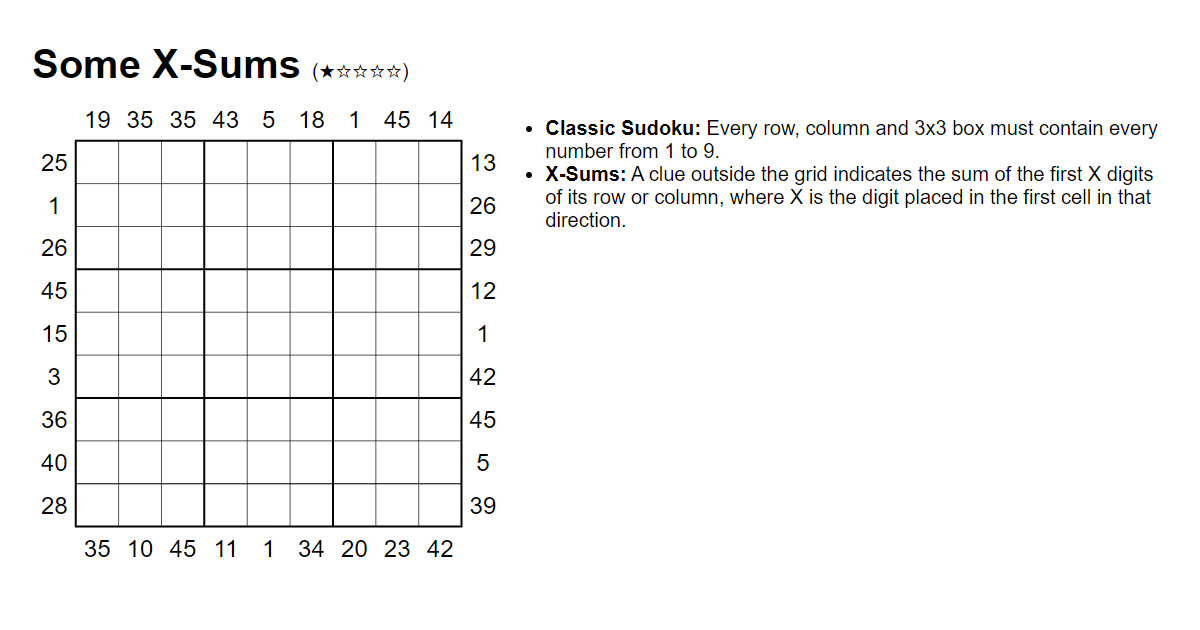 Some X-Sums (★☆☆☆☆)
19 35 35 43 5 18 1 45 14
25 13
1 26
26 29
45 12
15 1
3 42
36 45
40 5
28 39
35 10 45 11 1 34 20 23 42
• Classic Sudoku: Every row, column and 3x3 box must contain every
number from 1 to 9.
• X-Sums: A clue outside the grid indicates the sum of the first X digits
of its row or column, where X is the digit placed in the first cell in that
direction.